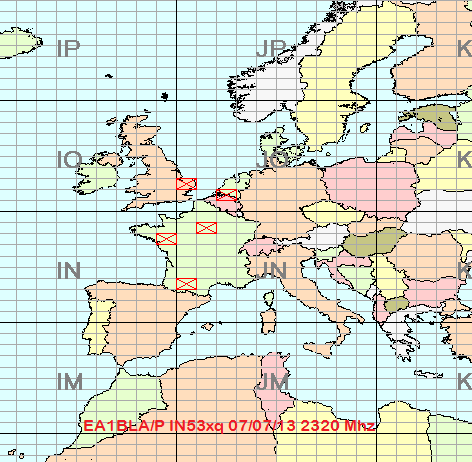 IP JP K
IO JO K
IN JN K
IM JM K
EA1BLA/P IN53xq 07/07/13 2320 Mhz